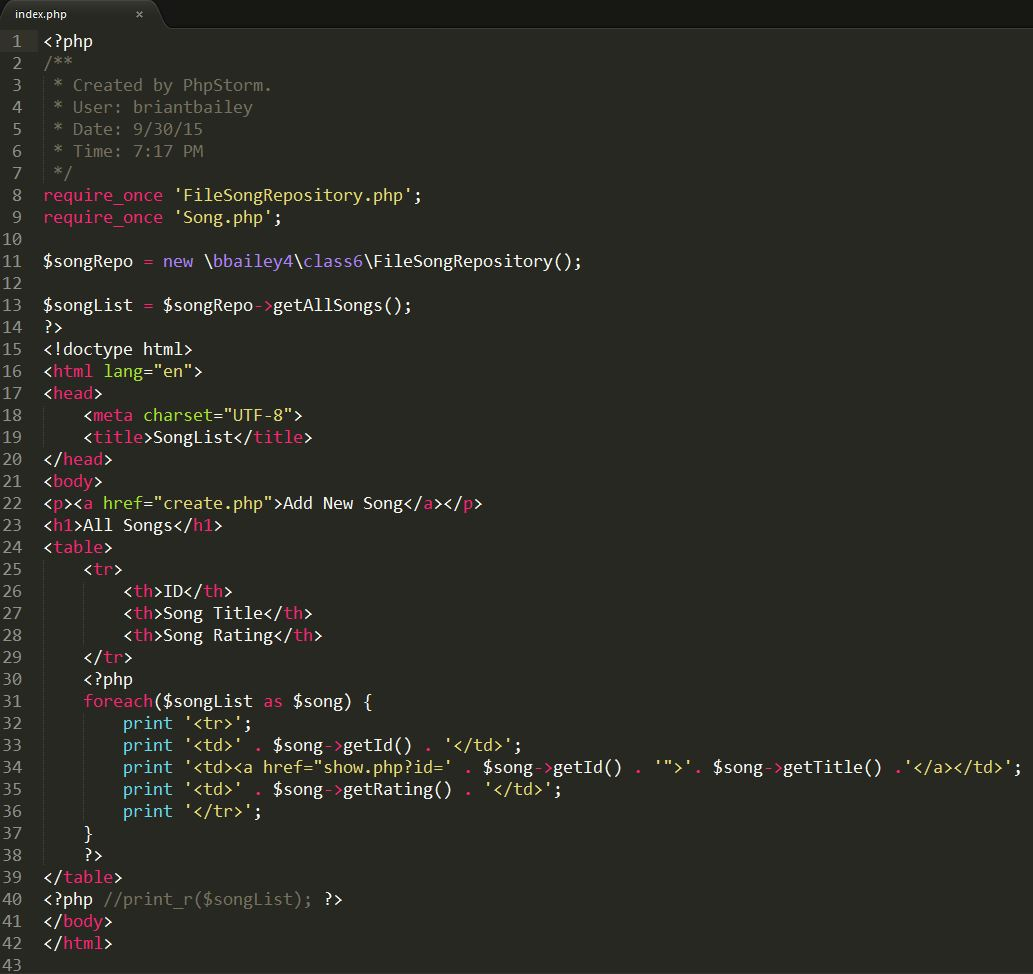 index.php ×
1 <?php
2 /**
3  * Created by PhpStorm.
4  * User: briantbailey
5  * Date: 9/30/15
6  * Time: 7:17 PM
7  */
8 require_once 'FileSongRepository.php';
9 require_once 'Song.php';
10
11 $songRepo = new \bbailey4\class6\FileSongRepository();
12
13 $songList = $songRepo->getAllSongs();
14 ?>
15 <!doctype html>
16 <html lang="en">
17 <head>
18     <meta charset="UTF-8">
19     <title>SongList</title>
20 </head>
21 <body>
22 <p><a href="create.php">Add New Song</a></p>
23 <h1>All Songs</h1>
24 <table>
25     <tr>
26         <th>ID</th>
27         <th>Song Title</th>
28         <th>Song Rating</th>
29     </tr>
30     <?php
31     foreach($songList as $song) {
32         print '<tr>';
33         print '<td>' . $song->getId() . '</td>';
34         print '<td><a href="show.php?id=' . $song->getId() . '">'. $song->getTitle() .'</a></td>';
35         print '<td>' . $song->getRating() . '</td>';
36         print '</tr>';
37     }
38     ?>
39 </table>
40 <?php //print_r($songList); ?>
41 </body>
42 </html>
43